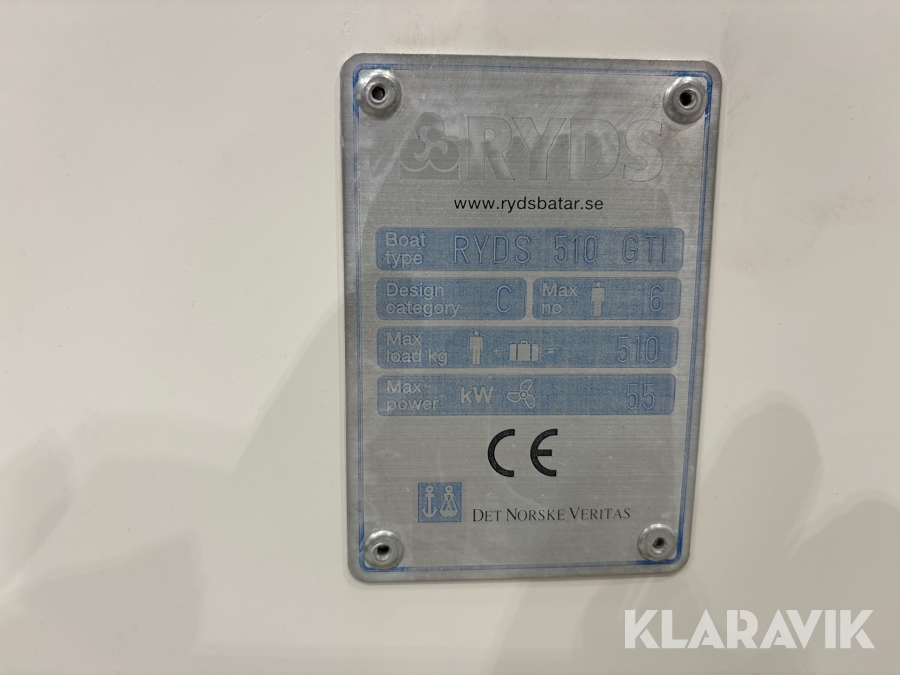 RYDS
www.rydsbatar.se
Boat type RYDS 510 GTI
Design category C Max no 6
Max load kg + = 510
Max power kW 55
CE
DET NORSKE VERITAS
KLARAVIK